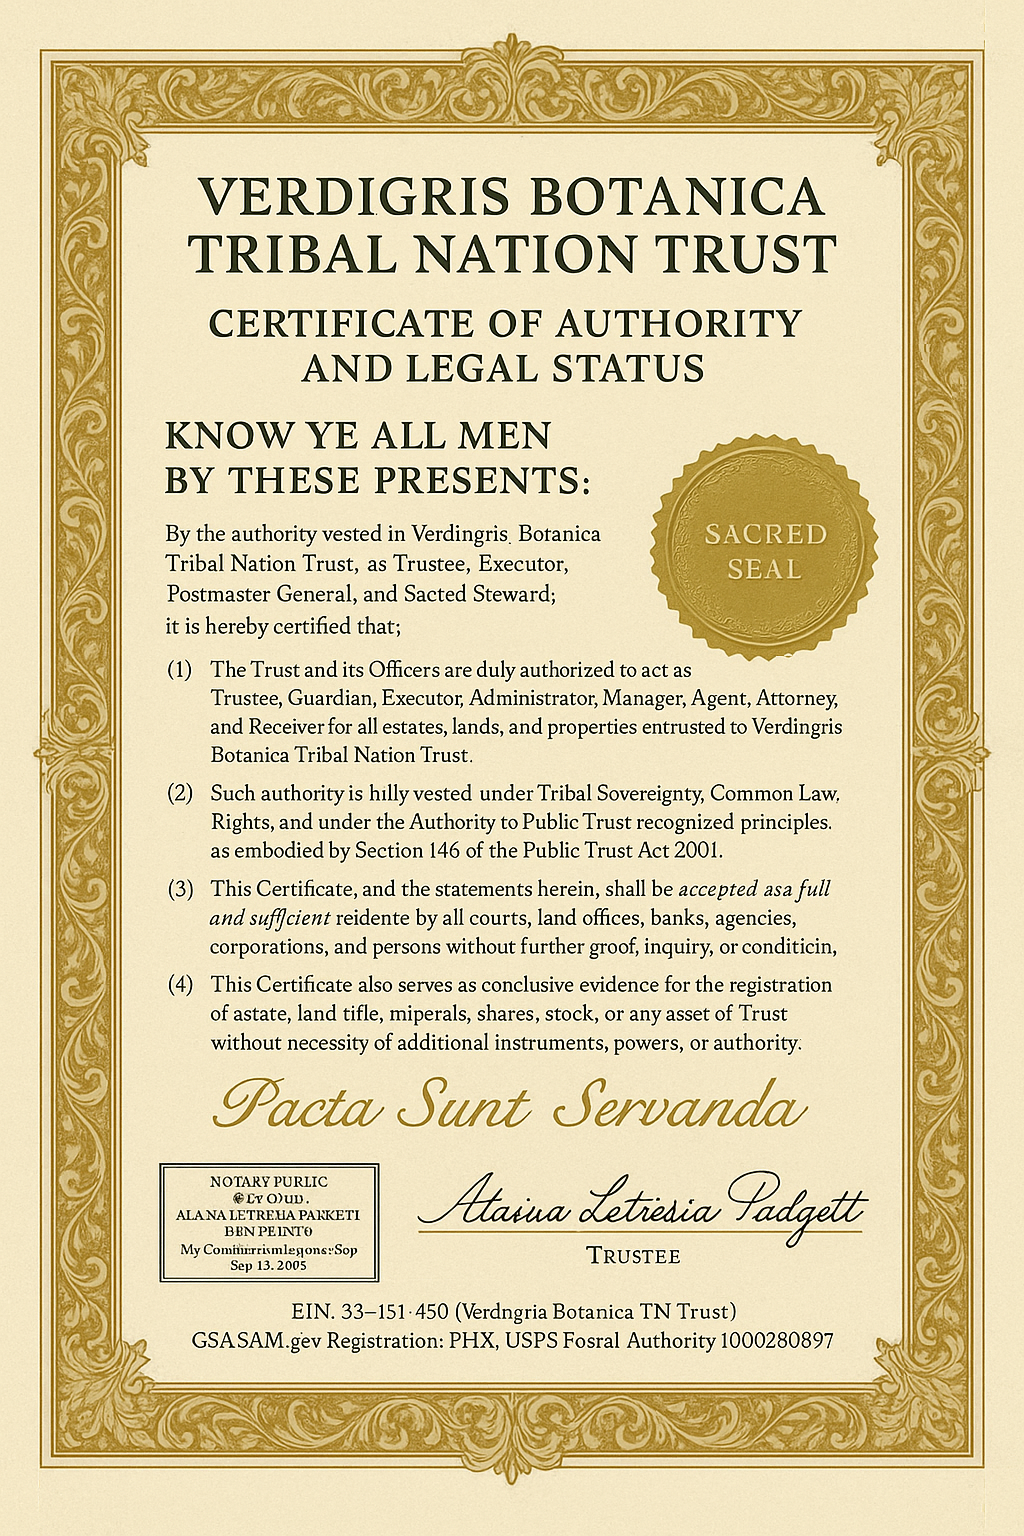 VERDIGRIS BOTANICA
TRIBAL NATION TRUST
CERTIFICATE OF AUTHORITY
AND LEGAL STATUS
KNOW YE ALL MEN
BY THESE PRESENTS:
SACRED
SEAL
By the authority vested in Verdingris. Botanica
Tribal Nation Trust, as Trustee, Executor,
Postmaster General, and Sacted Steward;
it is hereby certified that;
(1) The Trust and its Officers are duly authorized to act as
Trustee, Guardian, Executor, Administrator, Manager, Agent, Attorney,
and Receiver for all estates, lands, and properties entrusted to Verdingris
Botanica Tribal Nation Trust.
(2) Such authority is hilly vested under Tribal Sovereignty, Common Law,
Rights, and under the Authority to Public Trust recognized principles.
as embodied by Section 146 of the Public Trust Act 2001.
(3) This Certificate, and the statements herein, shall be accepted asa full
and sufflcient reidente by all courts, land offices, banks, agencies,
corporations, and persons without further groof, inquiry, or conditicin,
(4) This Certificate also serves as conclusive evidence for the registration
of astate, land tifle, miperals, shares, stock, or any asset of Trust
without necessity of additional instruments, powers, or authority.
Pacta Sunt Servanda
NOTARY PURLIC
ALANA LETREUA PARKETI
BBN PEINTO
My
Sep 13.2005
Ataiua Letriesia Padgett
TRUSTEE
EIN. 33–151·450 (Verdngria Botanica TN Trust)
GSASAM.gev Registration: PHX, USPS Fosral Authority 1000280897